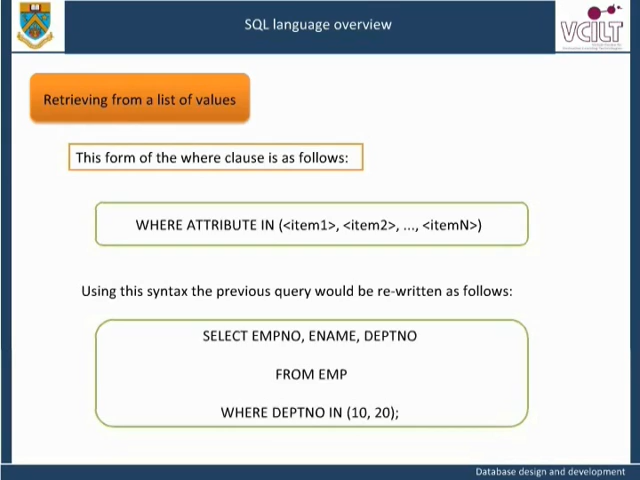 SQL language overview
VCILT
Retrieving from a list of values
This form of the where clause is as follows:
WHERE ATTRIBUTE IN (<item1>, <item2>, ..., <itemN>)
Using this syntax the previous query would be re-written as follows:
SELECT EMPNO, ENAME, DEPTNO
FROM EMP
WHERE DEPTNO IN (10, 20);
Database design and development